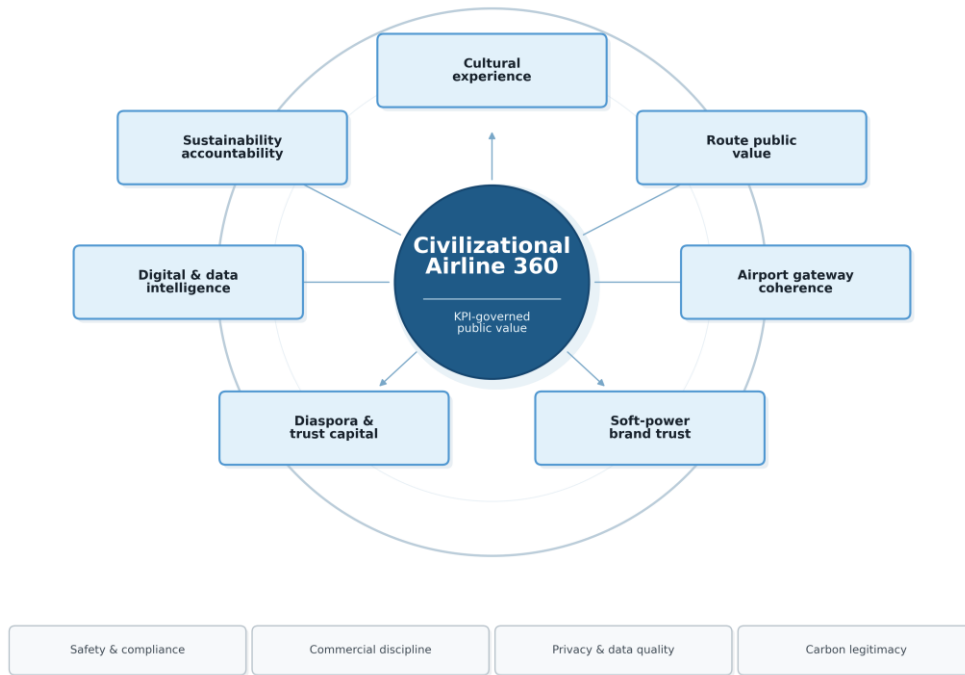 Cultural
experience
Sustainability
accountability
Route public
value
Civilizational
Airline 360
KPI-governed
public value
Digital & data
intelligence
Airport gateway
coherence
Diaspora &
trust capital
Soft-power
brand trust
Safety & compliance
Commercial discipline
Privacy & data quality
Carbon legitimacy